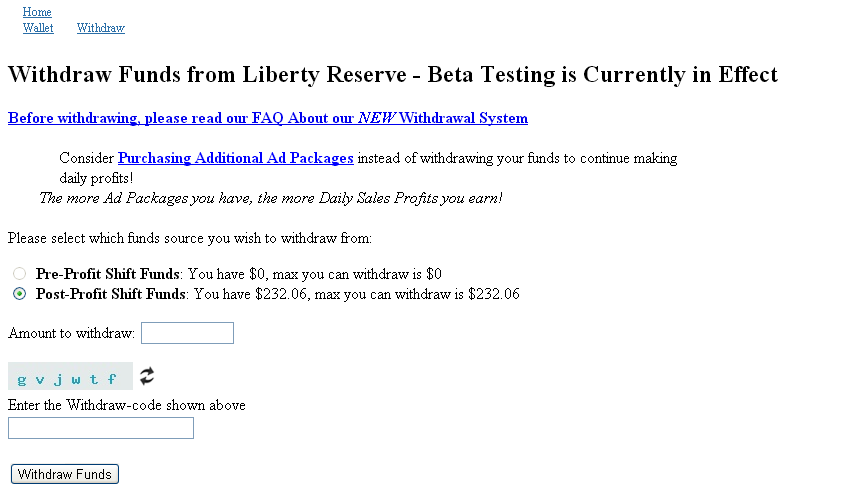 Home
Wallet Withdraw
Withdraw Funds from Liberty Reserve - Beta Testing is Currently in Effect
Before withdrawing, please read our FAQ About our NEW Withdrawal System
Consider Purchasing Additional Ad Packages instead of withdrawing your funds to continue making
daily profits!
The more Ad Packages you have, the more Daily Sales Profits you earn!
Please select which funds source you wish to withdraw from:
Pre-Profit Shift Funds: You have $0, max you can withdraw is $0
Post-Profit Shift Funds: You have $232.06, max you can withdraw is $232.06
Amount to withdraw:
g v j w t f
Enter the Withdraw-code shown above
Withdraw Funds